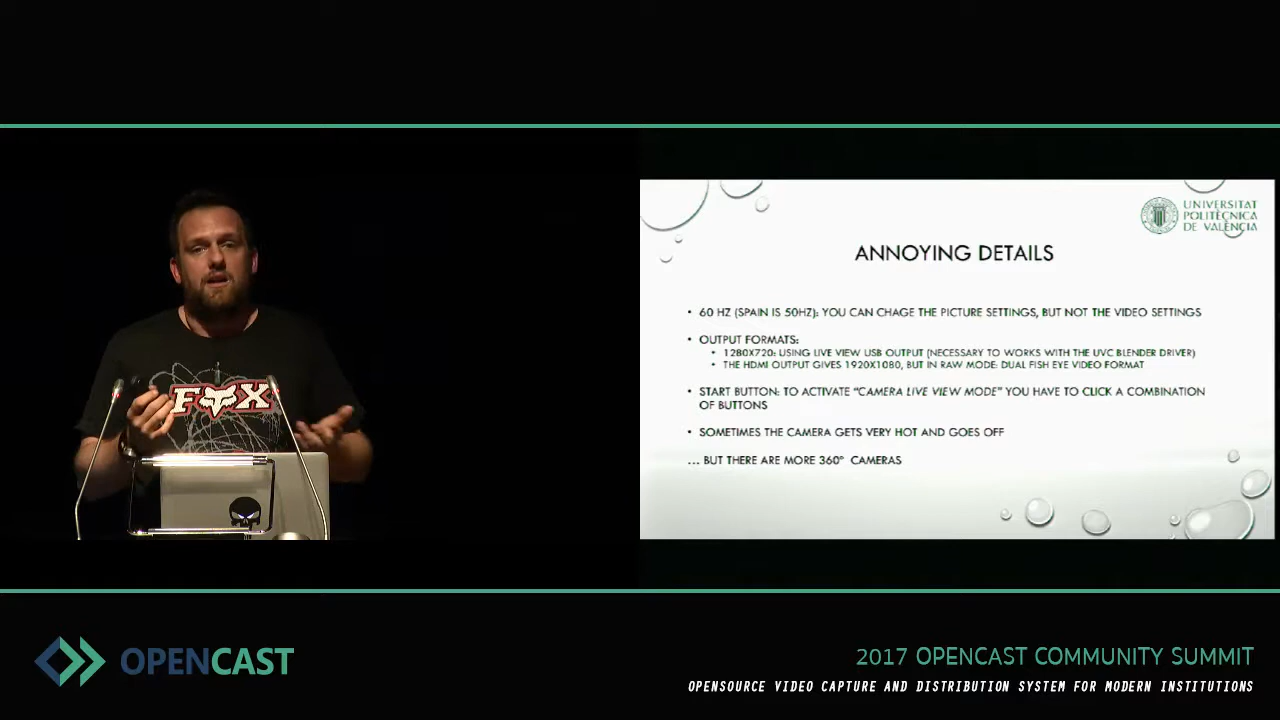 FOX
UNIVERSITAT
POLITÈCNICA
DE VALÈNCIA
ANNOYING DETAILS
• 60 HZ (SPAIN IS 50HZ): YOU CAN CHAGE THE PICTURE SETTINGS, BUT NOT THE VIDEO SETTINGS
• OUTPUT FORMATS:
• 1280X720: USING LIVE VIEW USB OUTPUT (NECESSARY TO WORKS WITH THE UVC BLENDER DRIVER)
• THE HDMI OUTPUT GIVES 1920X1080, BUT IN RAW MODE: DUAL FISH EYE VIDEO FORMAT
• START BUTTON: TO ACTIVATE "CAMERA LIVE VIEW MODE" YOU HAVE TO CLICK A COMBINATION
OF BUTTONS
• SOMETIMES THE CAMERA GETS VERY HOT AND GOES OFF
... BUT THERE ARE MORE 360° CAMERAS
OPENCAST
2017 OPENCAST COMMUNITY SUMMIT
OPENSOURCE VIDEO CAPTURE AND DISTRIBUTION SYSTEM FOR MODERN INSTITUTIONS